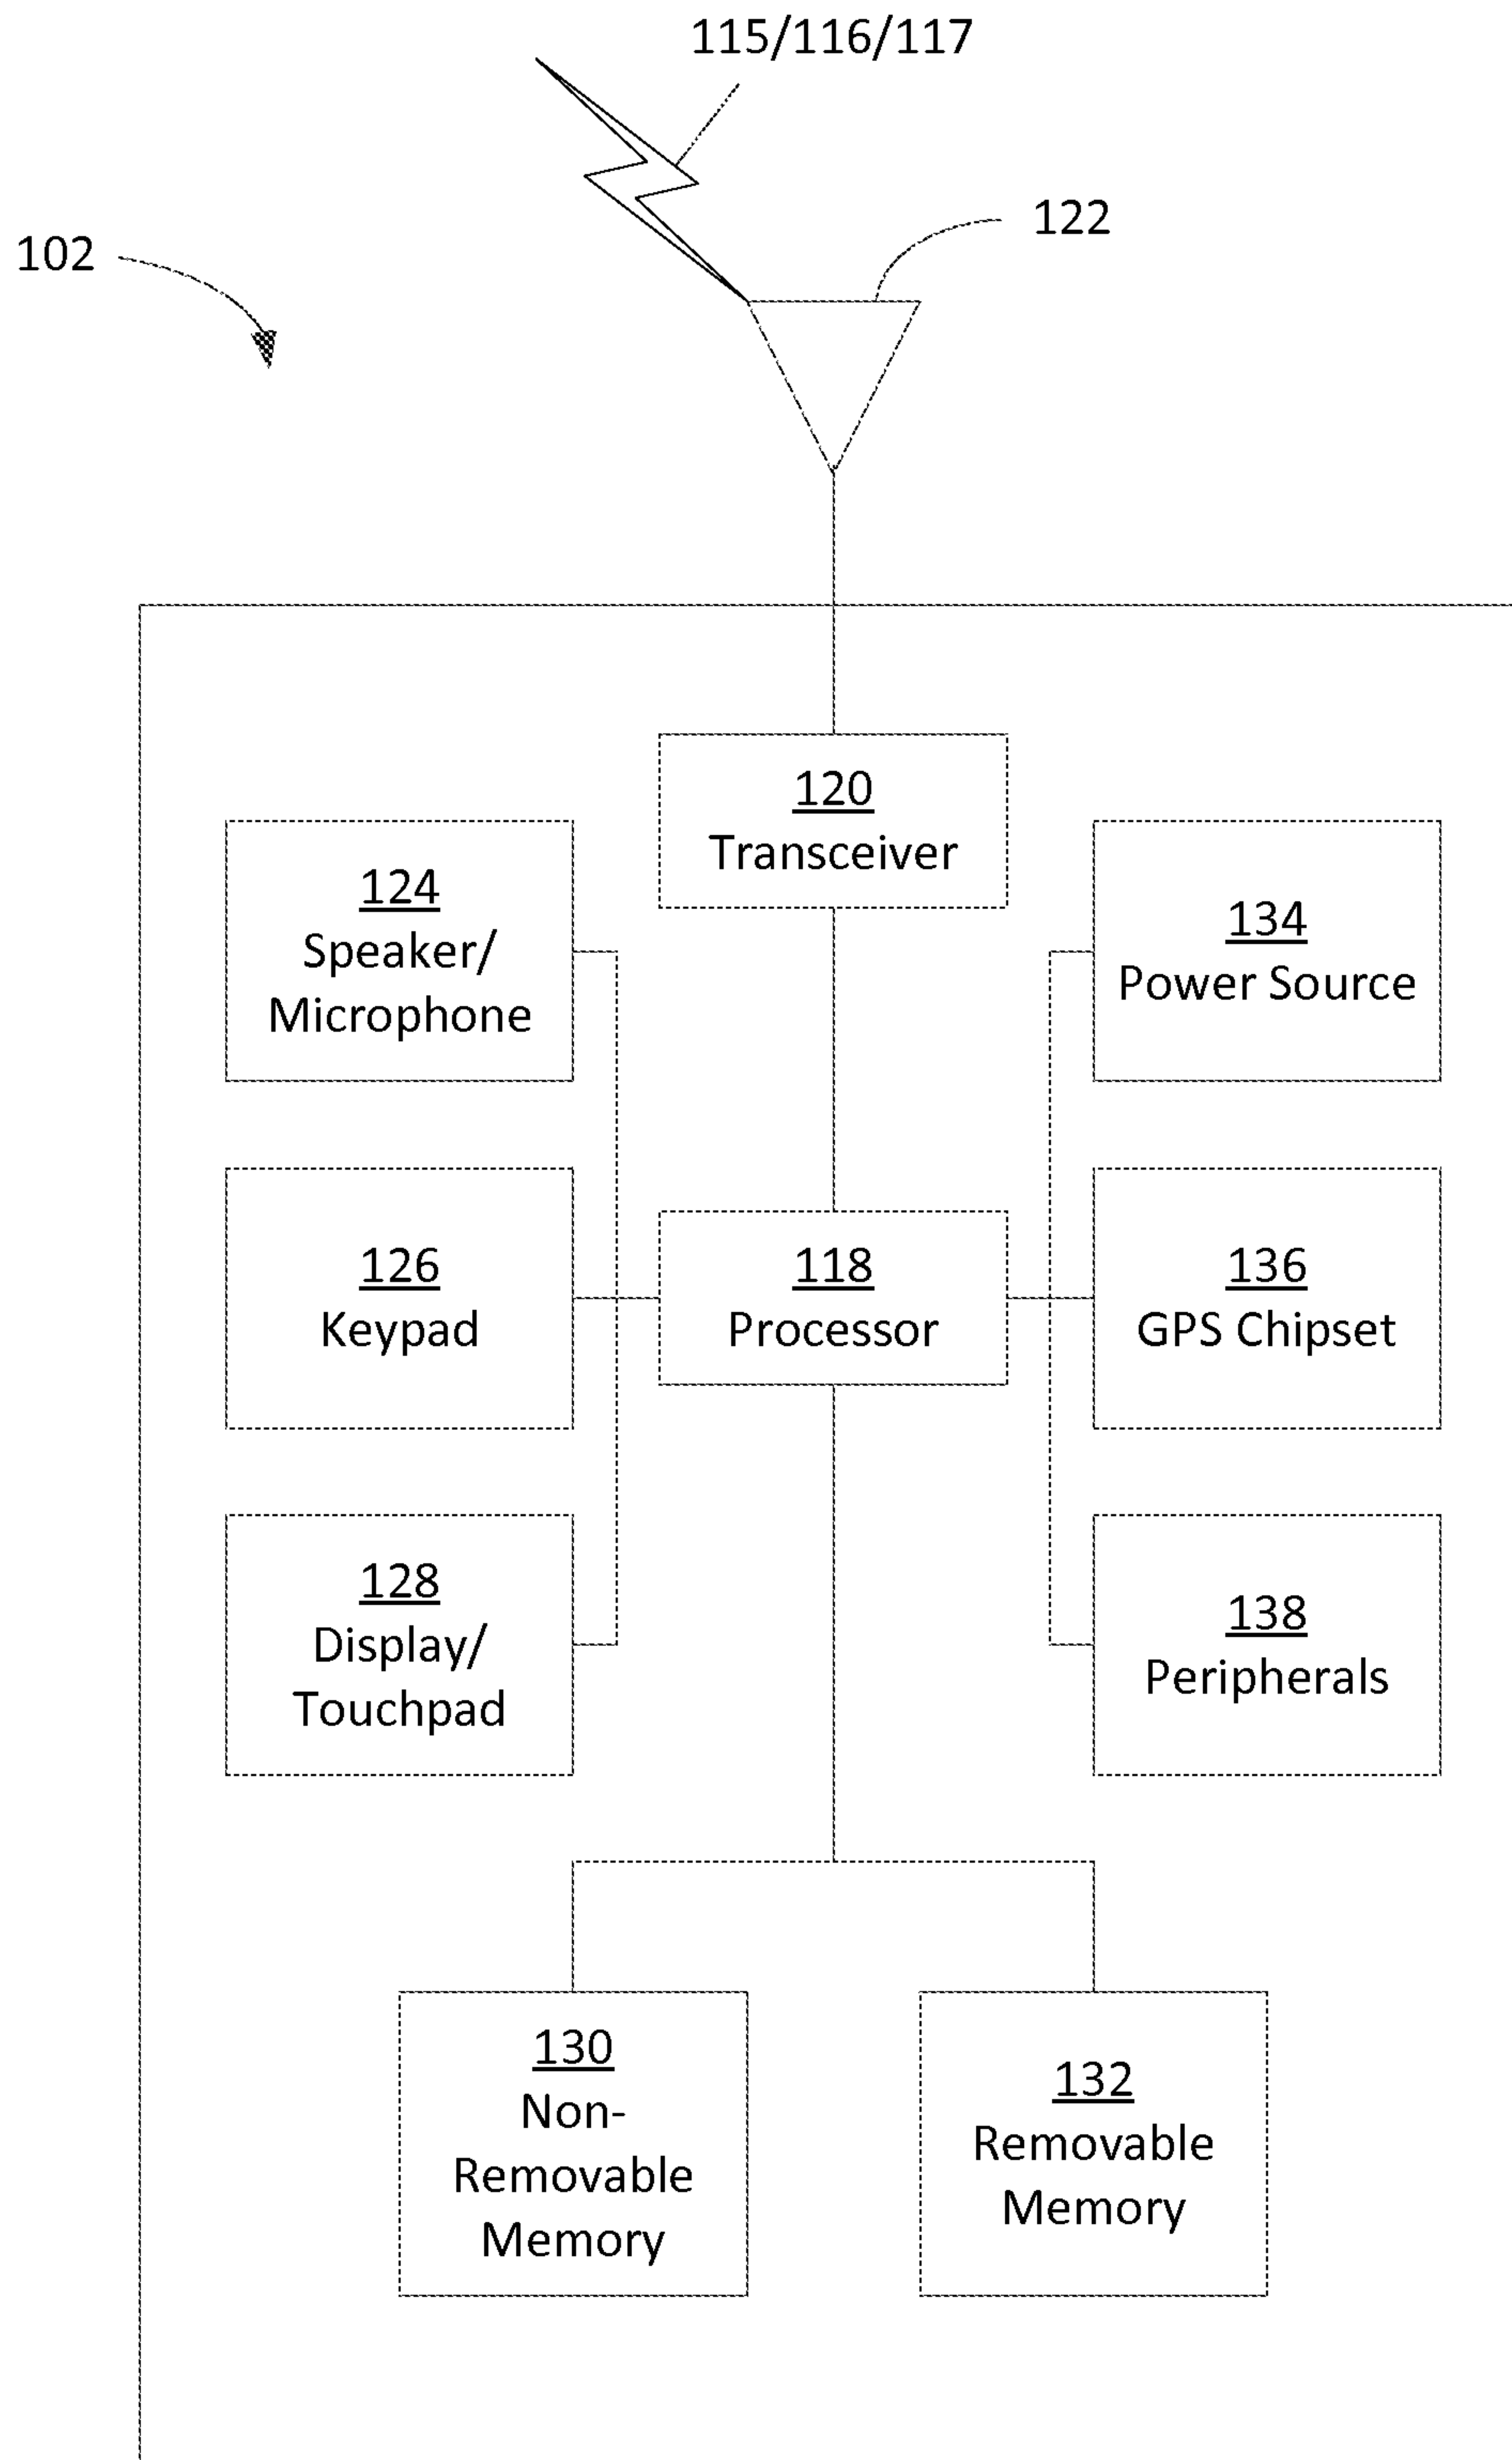 115/116/117
122
102
120
Transceiver
124
Speaker/
Microphone
134
Power Source
126
Keypad
118
Processor
136
GPS Chipset
128
Display/
Touchpad
138
Peripherals
130
Non-
Removable
Memory
132
Removable
Memory